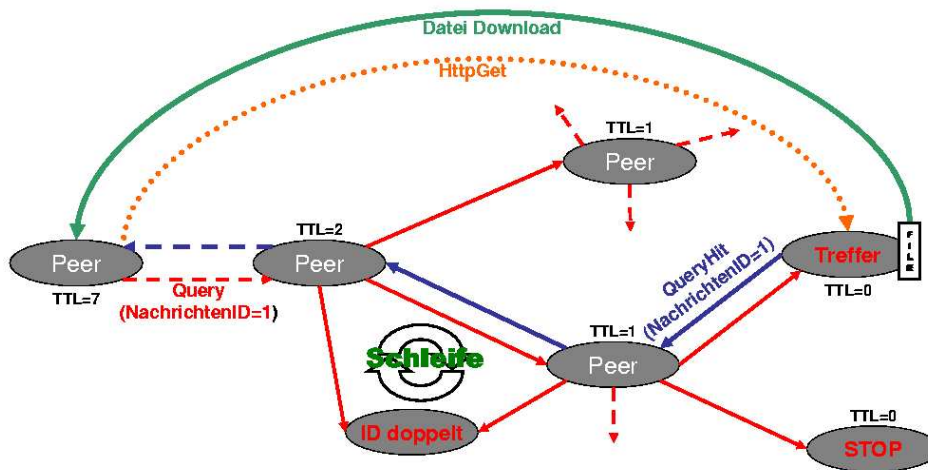 Datei Download
HttpGet
TTL=1
Peer
TTL=2
Peer
Peer
TTL=7
Query
(NachrichtenID=1)
QueryHit
(NachrichtenID=1)
Treffer
FILE
TTL=0
TTL=1
Peer
Schleife
ID doppelt
TTL=0
STOP